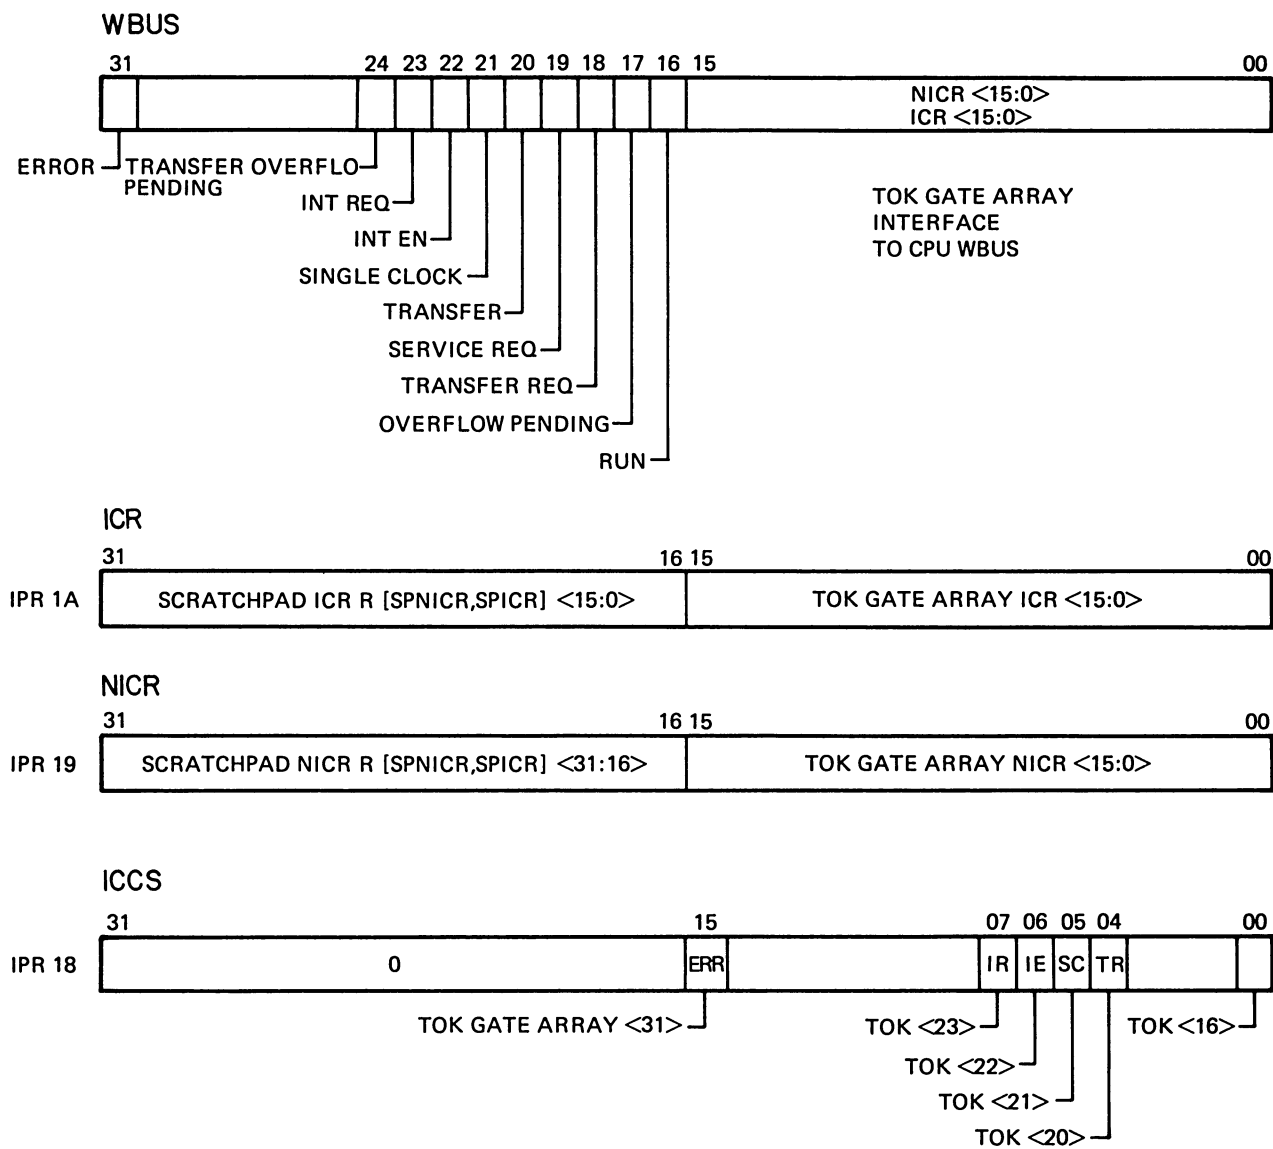 WBUS
31 24 23 22 21 20 19 18 17 16 15 00
NICR <15:0>
ICR <15:0>
ERROR
TRANSFER OVERFLO
PENDING
INT REQ
INT EN
SINGLE CLOCK
TRANSFER
SERVICE REQ
TRANSFER REQ
OVERFLOW PENDING
RUN
TOK GATE ARRAY
INTERFACE
TO CPU WBUS
ICR
31 16 15 00
IPR 1A SCRATCHPAD ICR R [SPNICR,SPICR] <15:0> TOK GATE ARRAY ICR <15:0>
NICR
31 16 15 00
IPR 19 SCRATCHPAD NICR R [SPNICR,SPICR] <31:16> TOK GATE ARRAY NICR <15:0>
ICCS
31 15 07 06 05 04 00
IPR 18 0 ERR IR IE SC TR
TOK GATE ARRAY <31> TOK <23> TOK <16>
TOK <22>
TOK <21>
TOK <20>